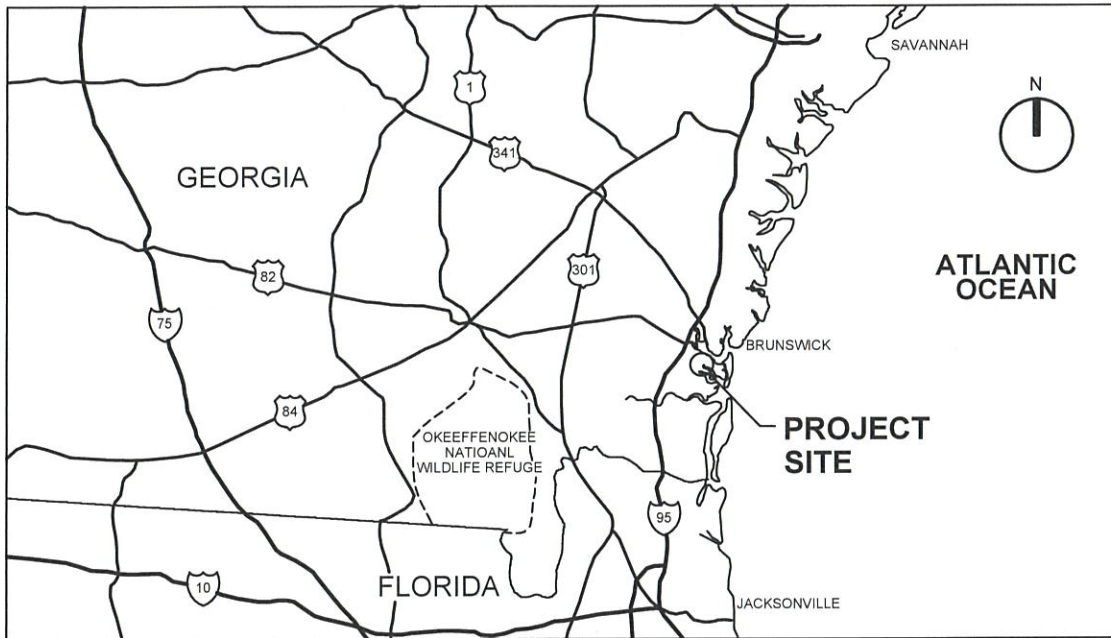 SAVANNAH
N
1
341
GEORGIA
82
301
ATLANTIC
OCEAN
75
BRUNSWICK
84
PROJECT
SITE
OKEEFFENOKEE
NATIOANL
WILDLIFE REFUGE
95
10
FLORIDA
JACKSONVILLE